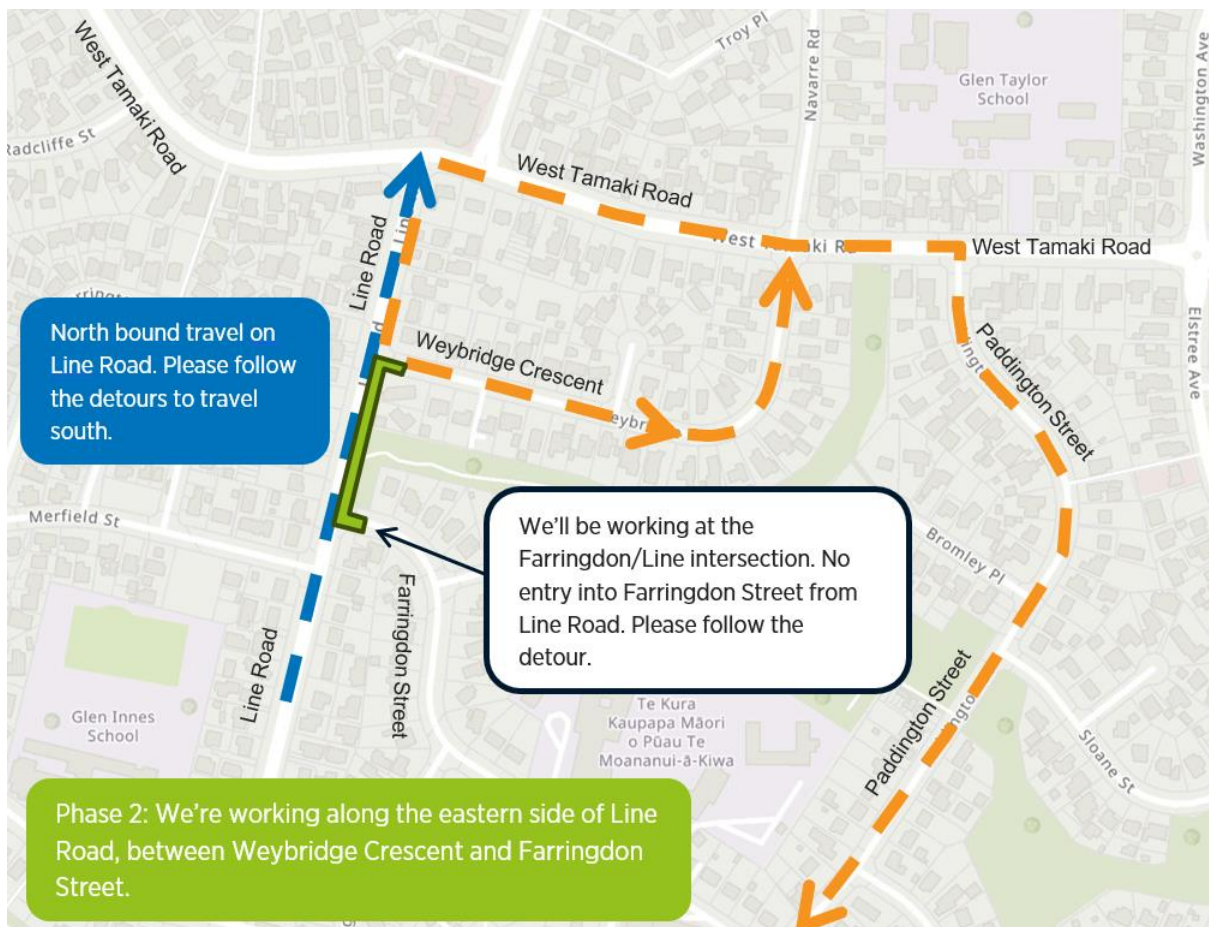 West Tamaki Road
Radcliffe St
Troy Pl
Navarre Rd
Glen Taylor
School
Washington Ave
West Tamaki Road
West Tamaki Rd
West Tamaki Road
Line Road
Elstree Ave
North bound travel on
Line Road. Please follow
the detours to travel
south.
Weybridge Crescent
Paddington Street
Merfield St
We'll be working at the
Farringdon/Line intersection. No
entry into Farringdon Street from
Line Road. Please follow the
detour.
Bromley Pl
Farringdon Street
Line Road
Glen Innes
School
Te Kura
Kaupapa Māori
o Pūau Te
Moananui-ā-Kiwa
Paddington Street
Sloane St
Phase 2: We're working along the eastern side of Line
Road, between Weybridge Crescent and Farringdon
Street.